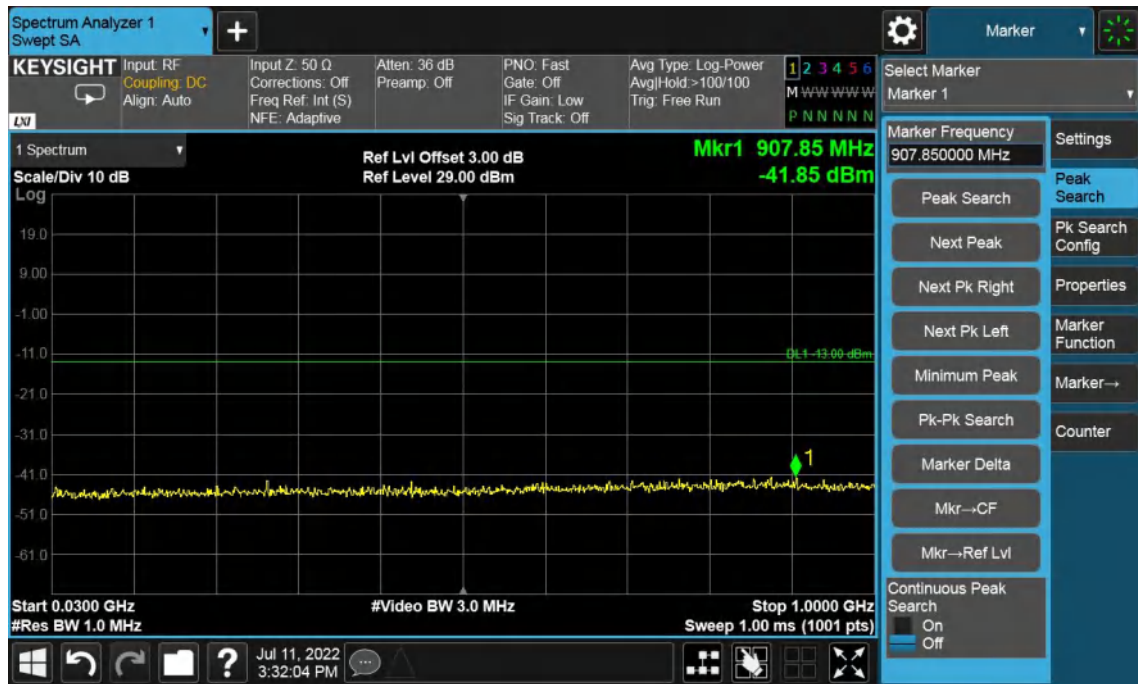 Spectrum Analyzer 1
Swept SA
+
Marker
KEYSIGHT
LXI
Input: RF
Coupling: DC
Align: Auto
Input Z: 50 Ω
Corrections: Off
Freq Ref: Int (S)
NFE: Adaptive
Atten: 36 dB
Preamp: Off
PNO: Fast
Gate: Off
IF Gain: Low
Sig Track: Off
Avg Type: Log-Power
Avg|Hold:>100/100
Trig: Free Run
1 2 3 4 5 6
M W W W W W
P N N N N N
Select Marker
Marker 1
1 Spectrum
Scale/Div 10 dB
Log
Ref Lvl Offset 3.00 dB
Ref Level 29.00 dBm
Mkr1 907.85 MHz
-41.85 dBm
19.0
9.00
-1.00
-11.0
-21.0
-31.0
-41.0
-51.0
-61.0
DL1 -13.00 dBm
1
Start 0.0300 GHz
#Res BW 1.0 MHz
#Video BW 3.0 MHz
Stop 1.0000 GHz
Sweep 1.00 ms (1001 pts)
Marker Frequency
907.850000 MHz
Peak Search
Next Peak
Next Pk Right
Next Pk Left
Minimum Peak
Pk-Pk Search
Marker Delta
Mkr→CF
Mkr→Ref Lvl
Continuous Peak
Search
On
Off
Settings
Peak
Search
Pk Search
Config
Properties
Marker
Function
Marker→
Counter
?
Jul 11, 2022
3:32:04 PM